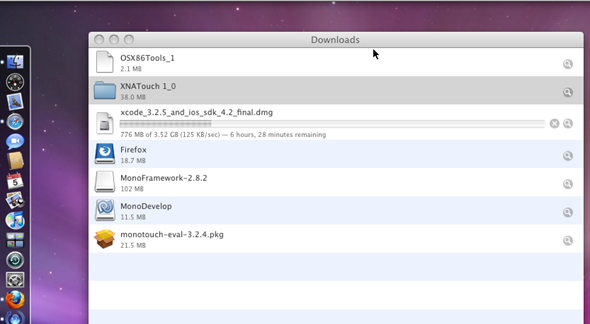 Downloads
OSX86Tools_1
2.1 MB
XNATouch 1_0
38.0 MB
xcode_3.2.5_and_ios_sdk_4.2_final.dmg
776 MB of 3.52 GB (125 KB/sec) — 6 hours, 28 minutes remaining
Firefox
18.7 MB
MonoFramework-2.8.2
102 MB
MonoDevelop
11.5 MB
monotouch-eval-3.2.4.pkg
21.5 MB
5